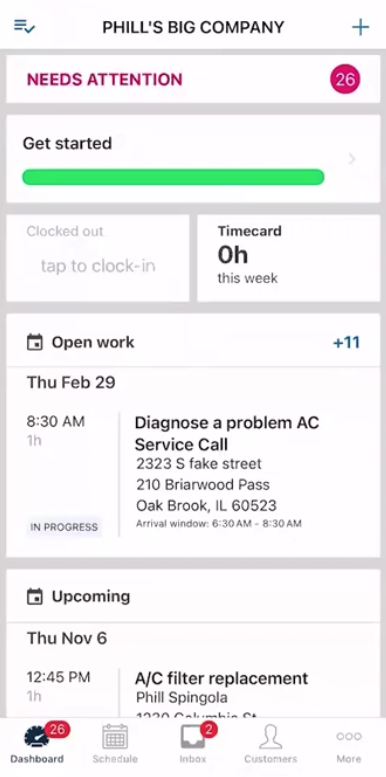 PHILL'S BIG COMPANY
NEEDS ATTENTION
26
Get started
Clocked out
tap to clock-in
Timecard
0h
this week
Open work
+11
Thu Feb 29
8:30 AM
1h
IN PROGRESS
Diagnose a problem AC
Service Call
2323 S fake street
210 Briarwood Pass
Oak Brook, IL 60523
Arrival window: 6:30 AM - 8:30 AM
Upcoming
Thu Nov 6
12:45 PM
1h
A/C filter replacement
Phill Spingola
1230 Columbia St
26
Dashboard
Schedule
2
Inbox
Customers
More